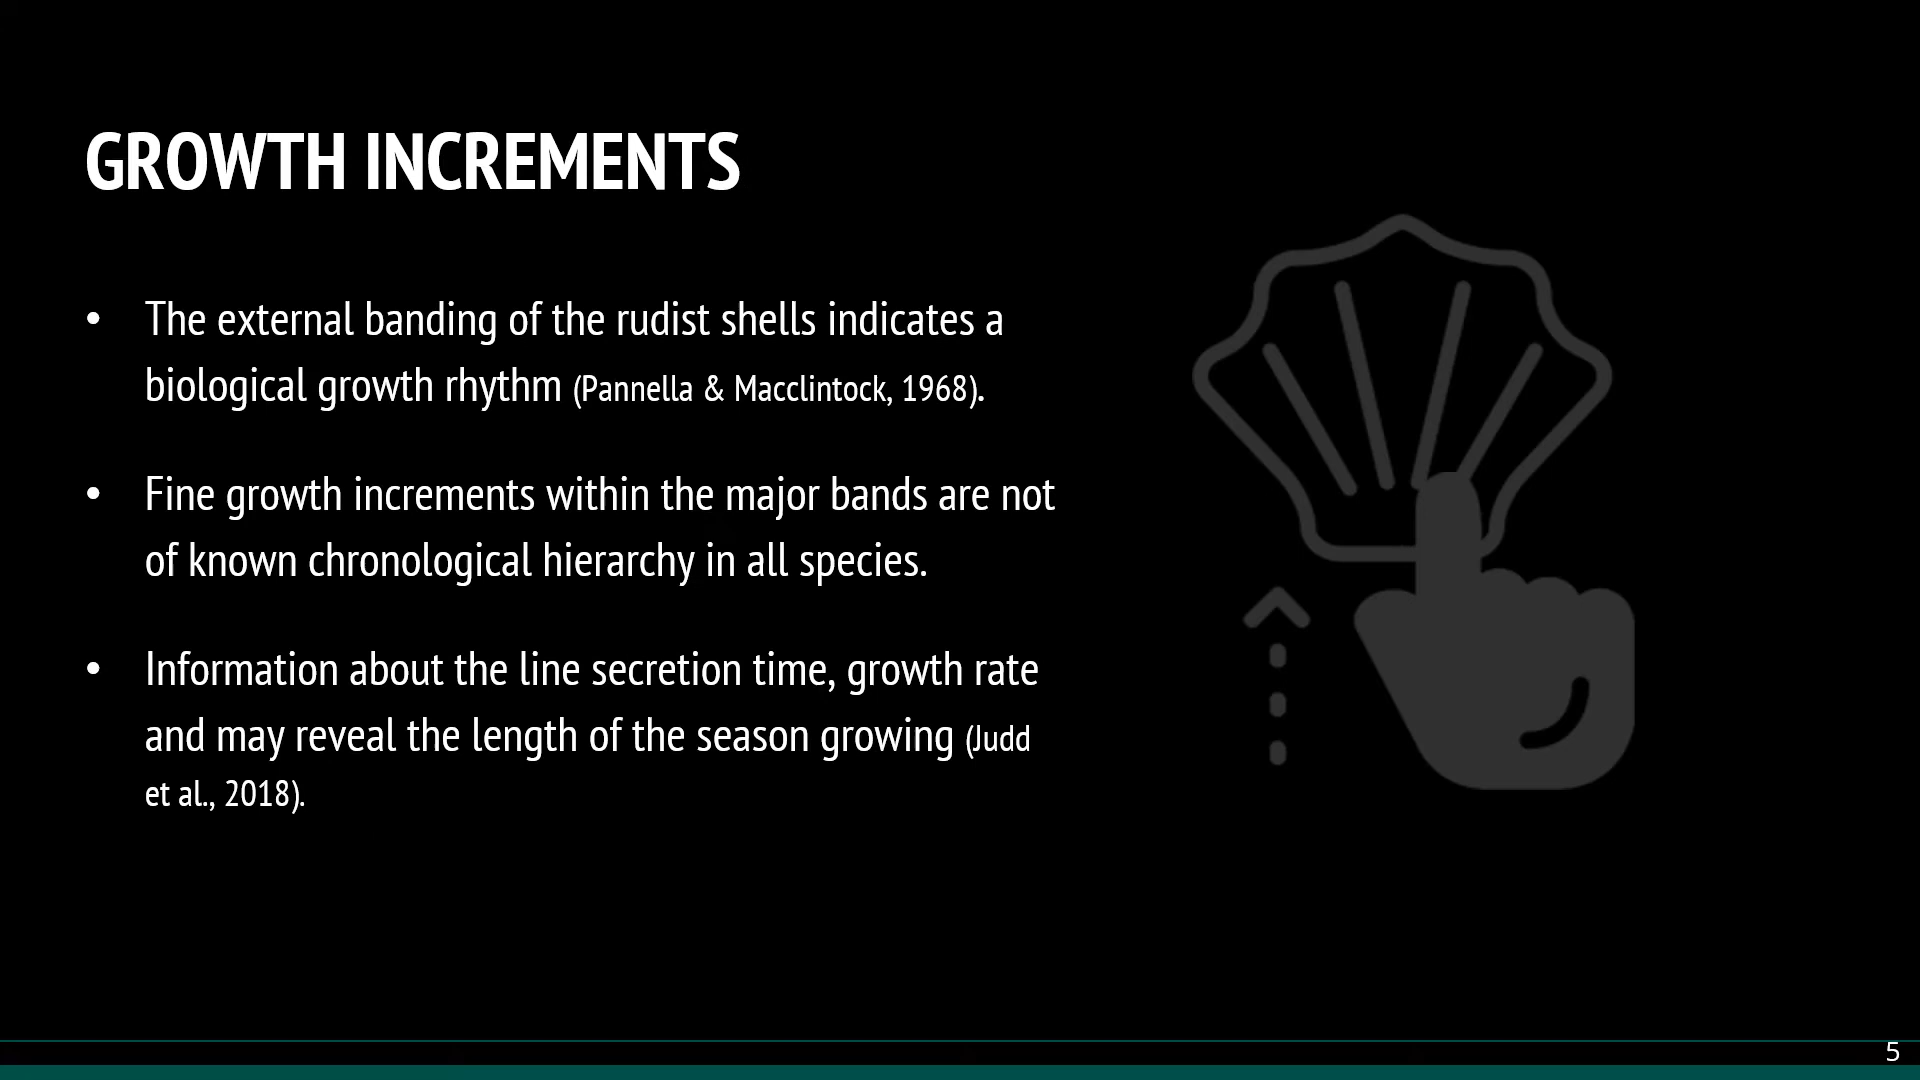 GROWTH INCREMENTS
• The external banding of the rudist shells indicates a
biological growth rhythm (Pannella & Macclintock, 1968).
• Fine growth increments within the major bands are not
of known chronological hierarchy in all species.
• Information about the line secretion time, growth rate
and may reveal the length of the season growing (Judd
et al., 2018).
5